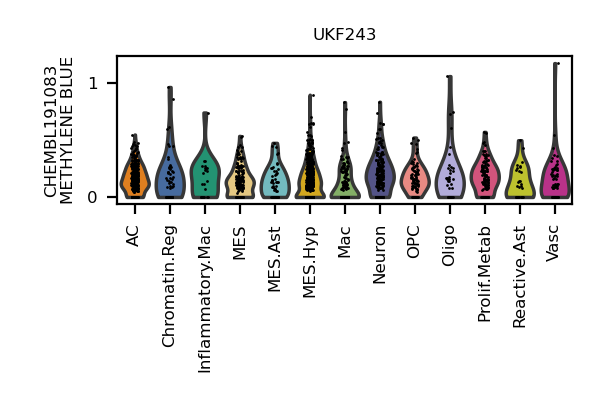 UKF243
CHEMBL191083
METHYLENE BLUE
1
0
AC
Chromatin.Reg
Inflammatory.Mac
MES
MES.Ast
MES.Hyp
Mac
Neuron
OPC
Oligo
Prolif.Metab
Reactive.Ast
Vasc